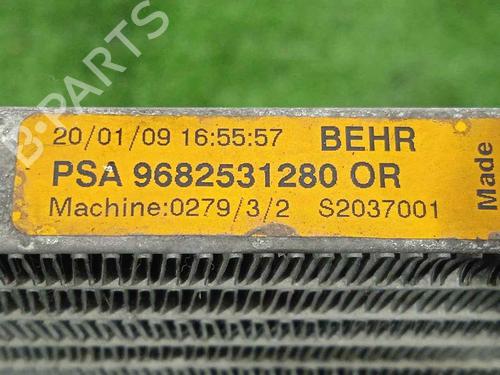 20/01/09 16:55:57 BEHR
PSA 9682531280 OR
Machine:0279/3/2 S2037001
Made
B-PARTS